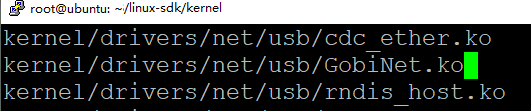 root@ubuntu: ~/linux-sdk/kernel
kernel/drivers/net/usb/cdc_ether.ko
kernel/drivers/net/usb/GobiNet.ko
kernel/drivers/net/usb/rndis_host.ko